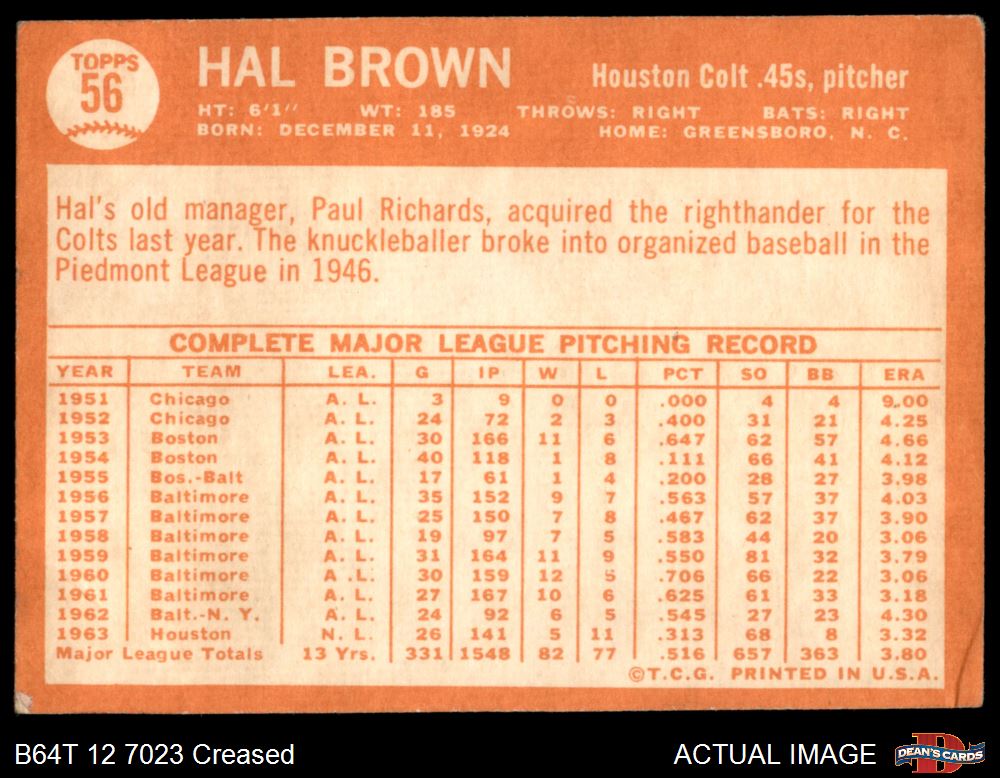 TOPPS
56
HAL BROWN
Houston Colt .45s, pitcher
HT: 6'1" WT: 185 THROWS: RIGHT BATS: RIGHT
BORN: DECEMBER 11, 1924 HOME: GREENSBORO, N. C.
Hal's old manager, Paul Richards, acquired the righthander for the
Colts last year. The knuckleballer broke into organized baseball in the
Piedmont League in 1946.
COMPLETE MAJOR LEAGUE PITCHING RECORD
YEAR TEAM LEA. G IP W L PCT SO BB ERA
1951 Chicago A. L. 3 9 0 0 .000 4 4 9.00
1952 Chicago A. L. 24 72 2 3 .400 31 21 4.25
1953 Boston A. L. 30 166 11 6 .647 62 57 4.66
1954 Boston A. L. 40 118 1 8 .111 66 41 4.12
1955 Bos.-Balt A. L. 17 61 1 4 .200 28 27 3.98
1956 Baltimore A. L. 35 152 9 7 .563 57 37 4.03
1957 Baltimore A. L. 25 150 7 8 .467 62 37 3.90
1958 Baltimore A. L. 19 97 7 5 .583 44 20 3.06
1959 Baltimore A. L. 31 164 11 9 .550 81 32 3.79
1960 Baltimore A .L. 30 159 12 5 .706 66 22 3.06
1961 Baltimore A. L. 27 167 10 6 .625 61 33 3.18
1962 Balt.-N. Y. A. L. 24 92 6 5 .545 27 23 4.30
1963 Houston N. L. 26 141 5 11 .313 68 8 3.32
Major League Totals 13 Yrs. 331 1548 82 77 .516 657 363 3.80
©T.C.G. PRINTED IN U.S.A.
B64T 12 7023 Creased
ACTUAL IMAGE
DEAN'S CARDS